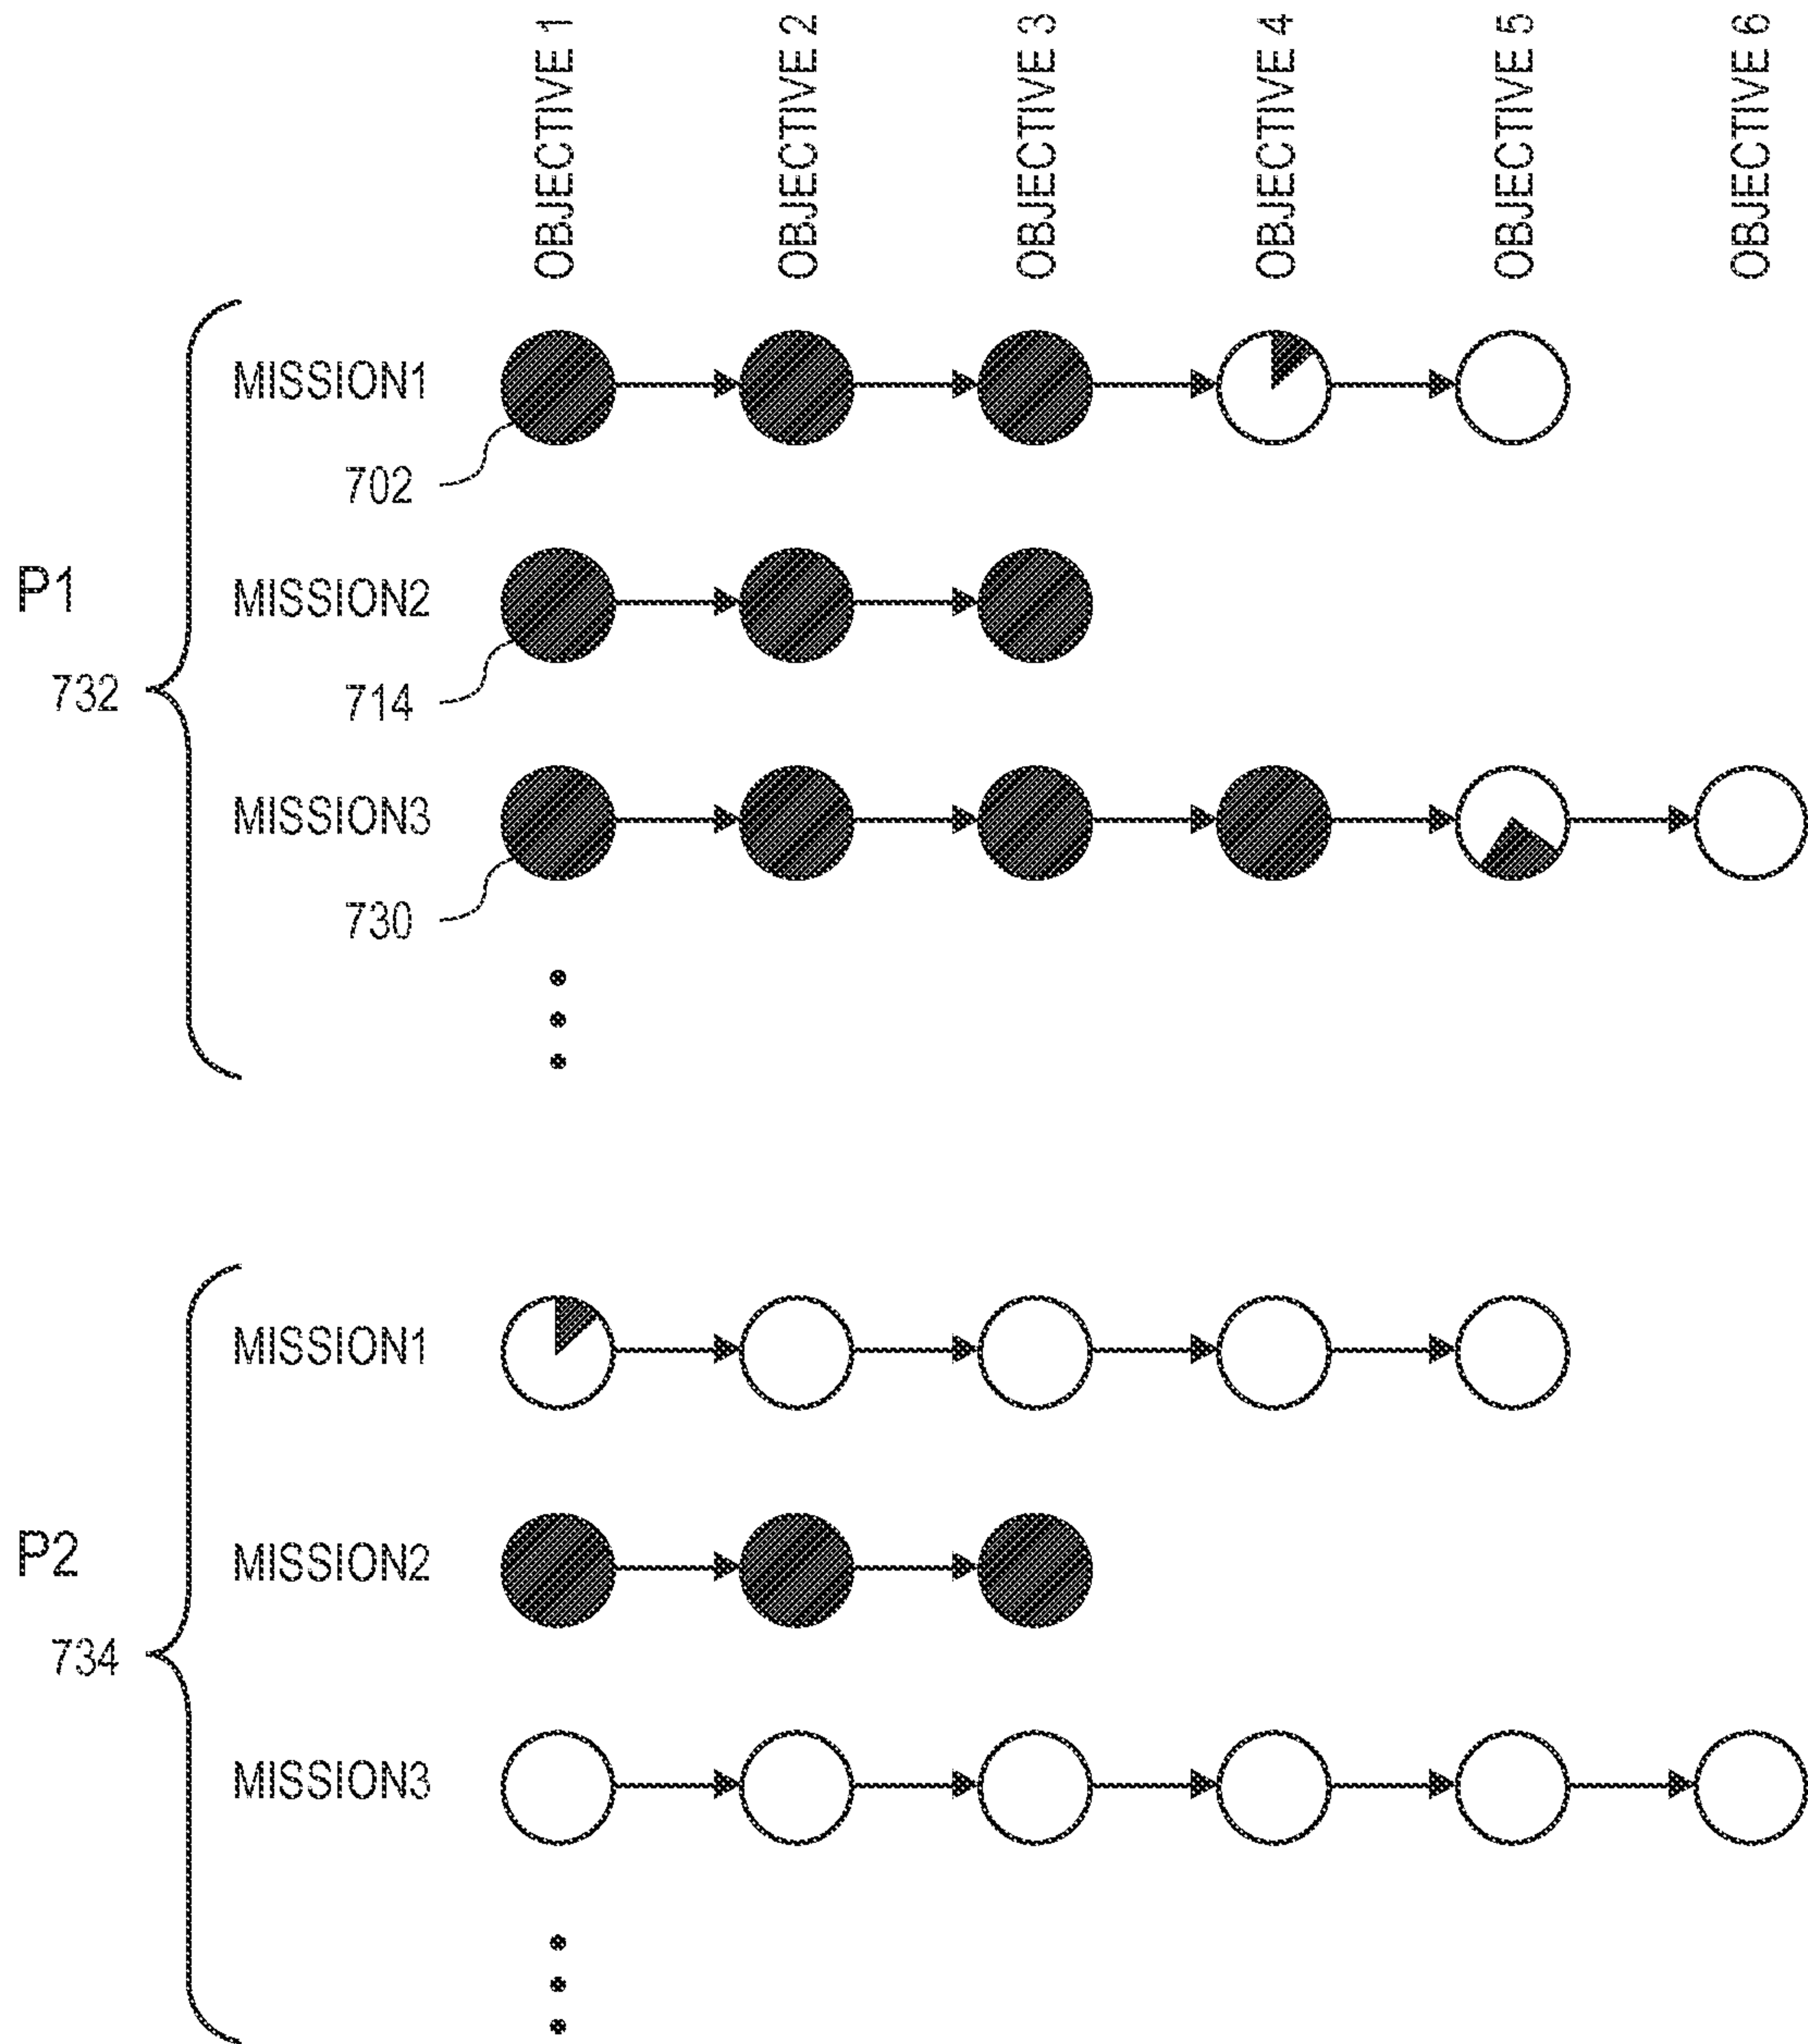 OBJECTIVE 1
OBJECTIVE 2
OBJECTIVE 3
OBJECTIVE 4
OBJECTIVE 5
OBJECTIVE 6
P1
732
MISSION1
702
MISSION2
714
MISSION3
730
P2
734
MISSION1
MISSION2
MISSION3